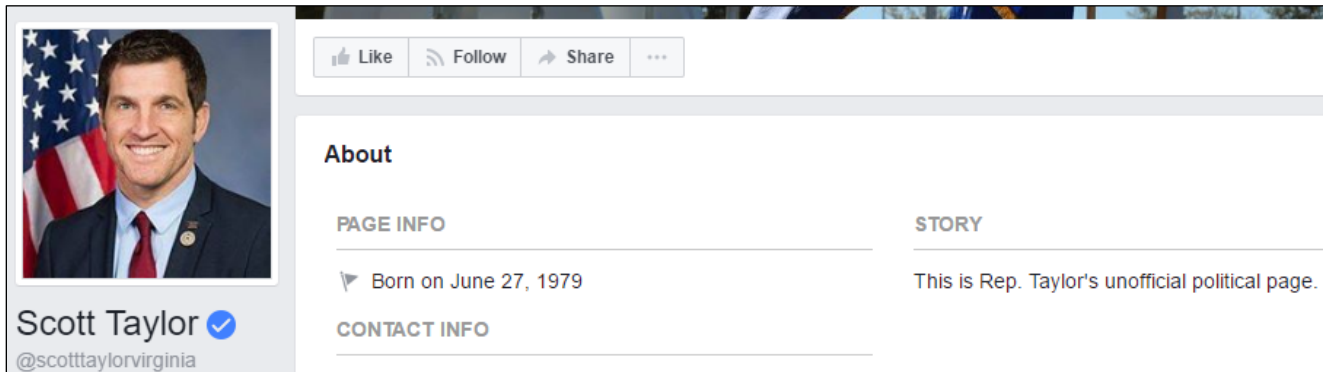 Like Follow Share
About
PAGE INFO
STORY
Born on June 27, 1979
This is Rep. Taylor's unofficial political page.
CONTACT INFO
Scott Taylor
@scotttaylorvirginia